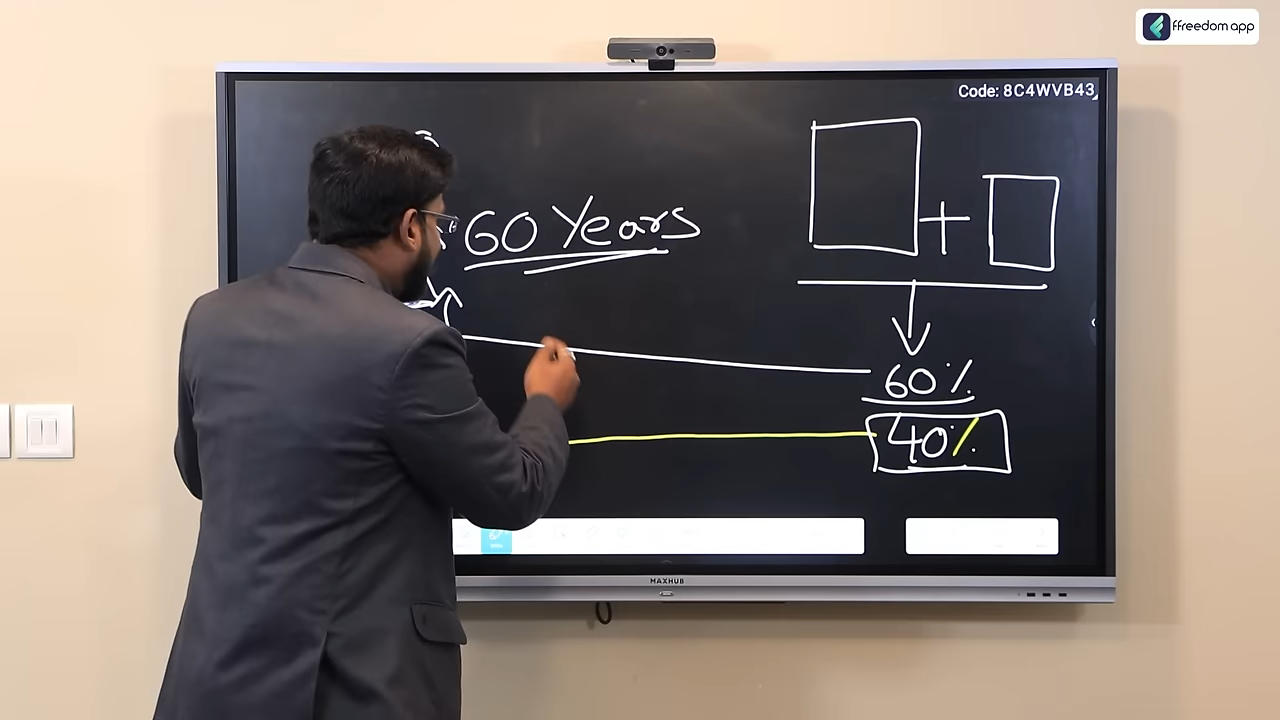 ffreedom app
Code: 8C4WVB43
60 Years
+
60%
40%
MAXHUB